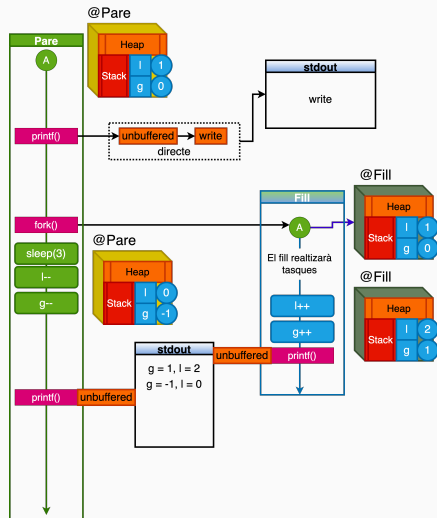 @Pare
Pare
A
Heap
Stack
l
1
g
0
stdout
write
printf()
unbuffered
write
directe
@Fill
Fill
fork()
A
Heap
Stack
l
1
g
0
@Pare
sleep(3)
l--
g--
Heap
Stack
l
0
g
-1
El fill realtizarà
tasques
@Fill
l++
g++
Heap
Stack
l
2
g
1
stdout
unbuffered
printf()
g = 1, l = 2
g = -1, l = 0
printf()
unbuffered